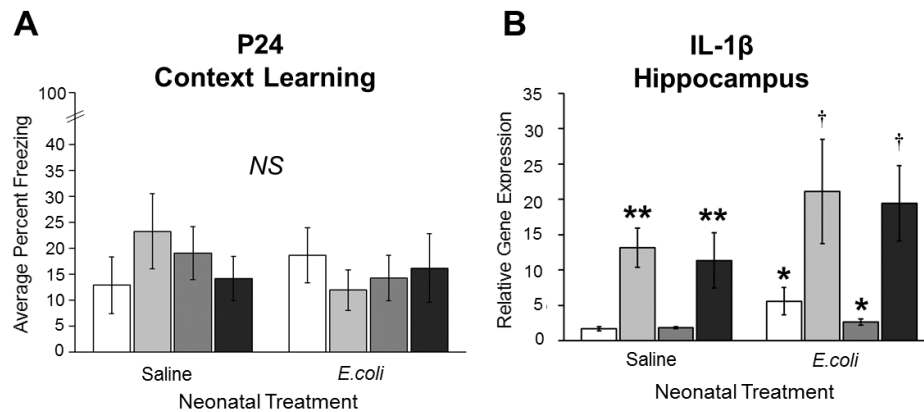 A
P24
Context Learning
100
40
35
30
25
20
15
10
5
0
Average Percent Freezing
NS
Saline
E.coli
Neonatal Treatment
B
IL-1β
Hippocampus
35
30
25
20
15
10
5
0
Relative Gene Expression
**
**
*
†
*
†
Saline
E.coli
Neonatal Treatment